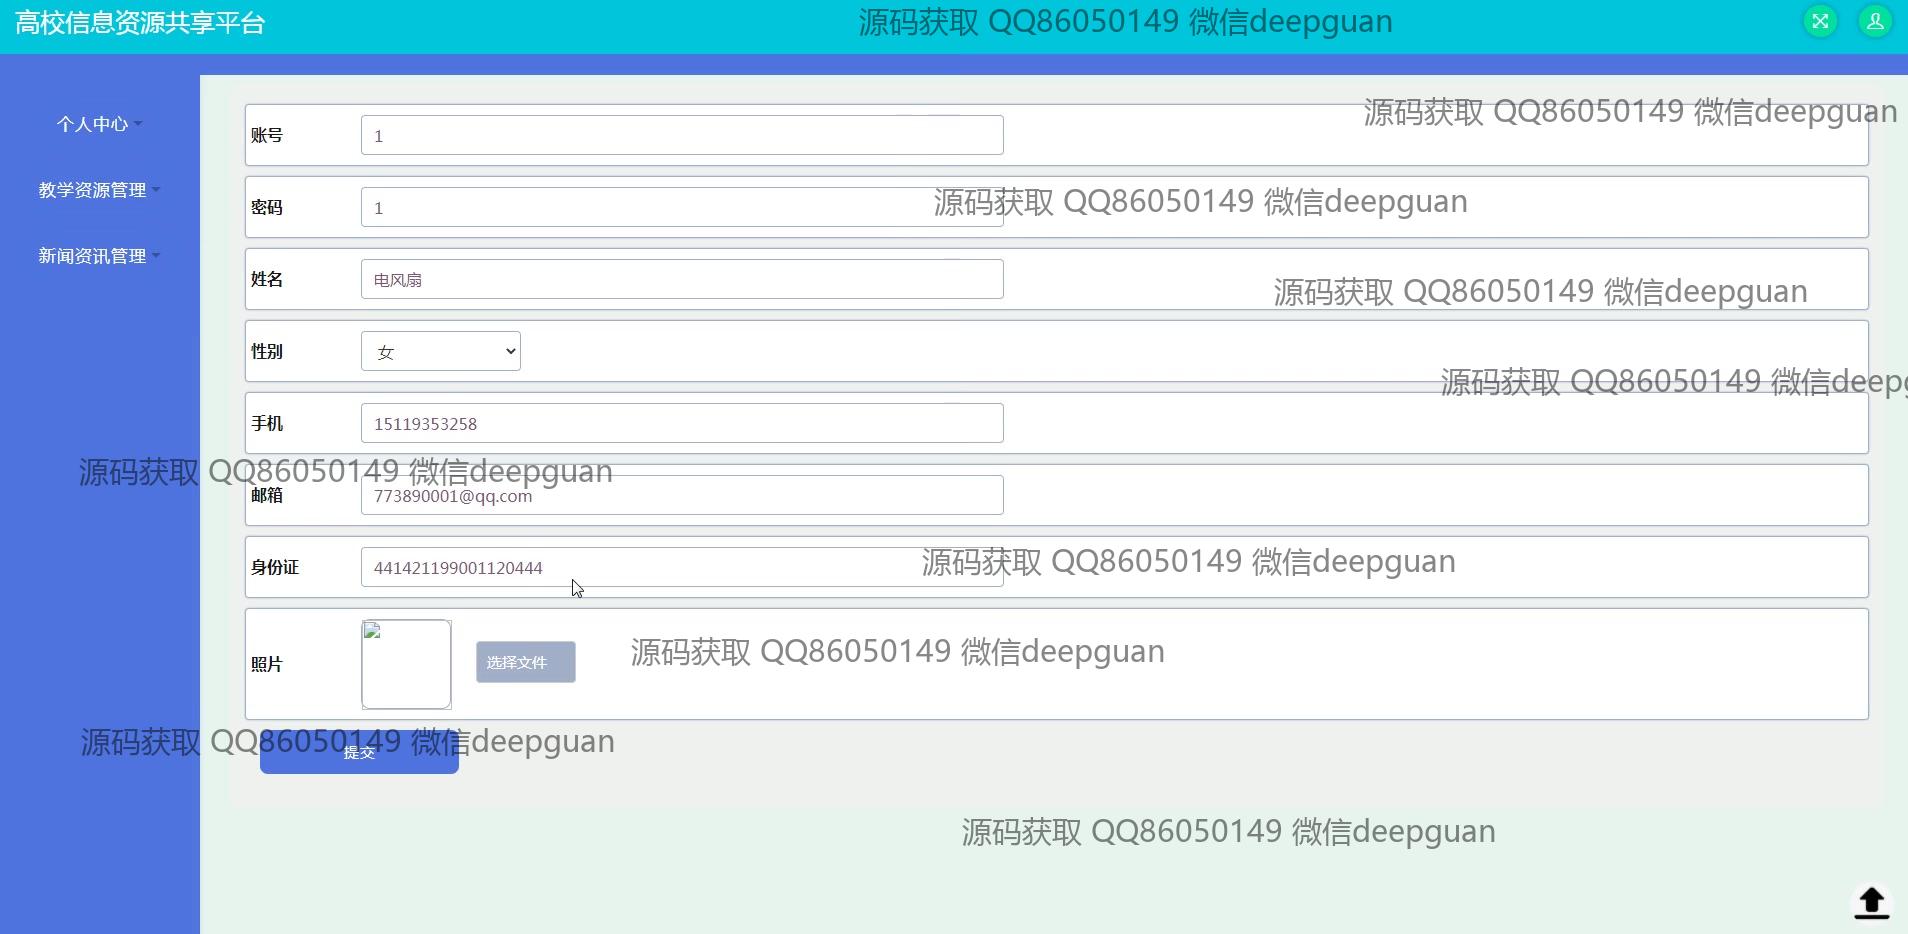 高校信息资源共享平台
源码获取 QQ86050149 微信deepguan
个人中心
教学资源管理
新闻资讯管理
源码获取 QQ86050149 微信deepguan
账号 1
密码 1
源码获取 QQ86050149 微信deepguan
姓名 电风扇
源码获取 QQ86050149 微信deepguan
性别 女
源码获取 QQ86050149 微信deepg
手机 15119353258
源码获取 QQ86050149 微信deepguan
邮箱 773890001@qq.com
身份证 441421199001120444
源码获取 QQ86050149 微信deepguan
照片 选择文件
源码获取 QQ86050149 微信deepguan
源码获取 QQ86050149 微信deepguan
提交
源码获取 QQ86050149 微信deepguan